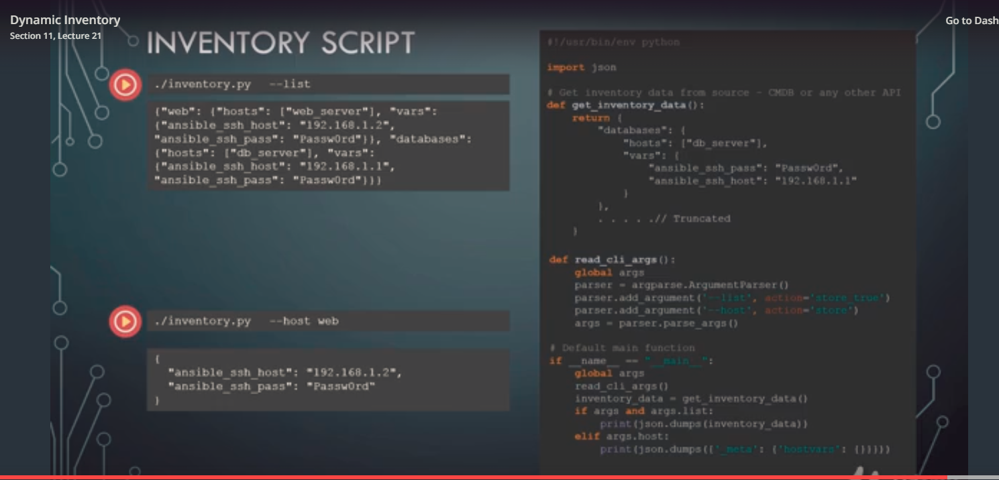 Dynamic Inventory
Section 11, Lecture 21
Go to Dash
INVENTORY SCRIPT
./inventory.py --list
{"web": {"hosts": ["web_server"], "vars":
{"ansible_ssh_host": "192.168.1.2",
"ansible_ssh_pass": "Passw0rd"}}, "databases":
{"hosts": ["db_server"], "vars":
{"ansible_ssh_host": "192.168.1.1",
"ansible_ssh_pass": "Passw0rd"}}}
./inventory.py --host web
{
"ansible_ssh_host": "192.168.1.2",
"ansible_ssh_pass": "Passw0rd"
}
#!/usr/bin/env python
import json
# Get inventory data from source - CMDB or any other API
def get_inventory_data():
return {
"databases": {
"hosts": ["db_server"],
"vars": {
"ansible_ssh_pass": "Passw0rd",
"ansible_ssh_host": "192.168.1.1"
}
},
. . . . .// Truncated
}
def read_cli_args():
global args
parser = argparse.ArgumentParser()
parser.add_argument('--list', action='store_true')
parser.add_argument('--host', action='store')
args = parser.parse_args()
# Default main function
if __name__ == "__main__":
global args
read_cli_args()
inventory_data = get_inventory_data()
if args and args.list:
print(json.dumps(inventory_data))
elif args.host:
print(json.dumps({'_meta': {'hostvars': {}}}))